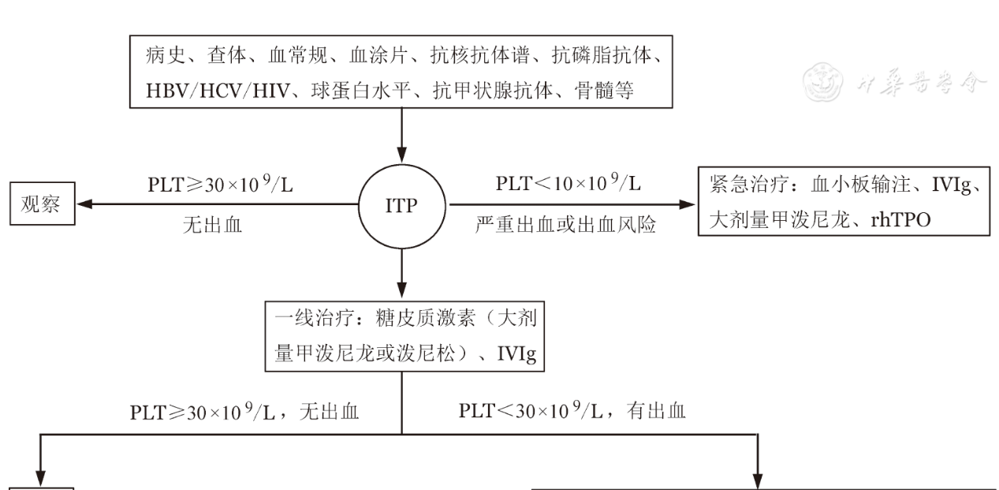 病史、查体、血常规、血涂片、抗核抗体谱、抗磷脂抗体、
HBV/HCV/HIV、球蛋白水平、抗甲状腺抗体、骨髓等
中华医学会
PLT≥30×10⁹/L
PLT<10×10⁹/L
观察
ITP
无出血
严重出血或出血风险
紧急治疗：血小板输注、IVIg、
大剂量甲泼尼龙、rhTPO
一线治疗：糖皮质激素（大剂
量甲泼尼龙或泼尼松）、IVIg
PLT≥30×10⁹/L，无出血
PLT<30×10⁹/L，有出血